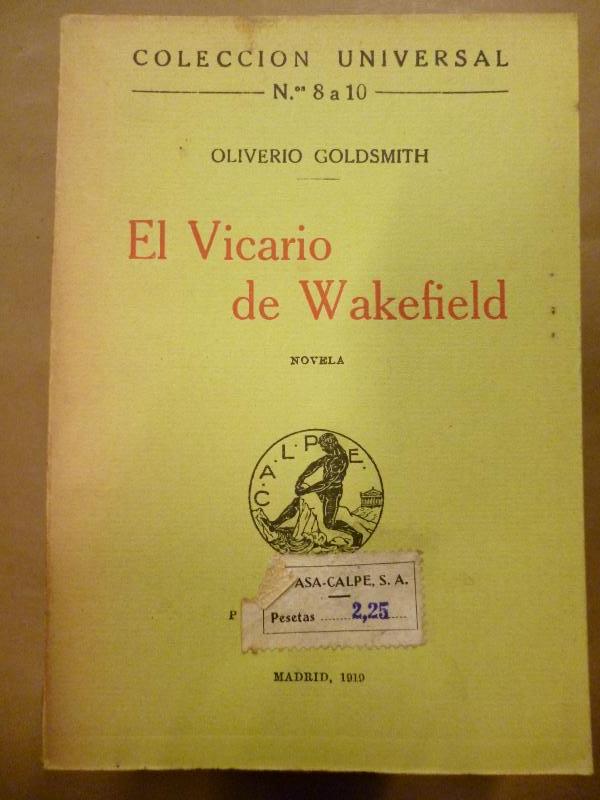 COLECCION UNIVERSAL
N.os 8 a 10
OLIVERIO GOLDSMITH
El Vicario
de Wakefield
NOVELA
C.A.L.P.E.
ASA-CALPE, S. A.
P
Pesetas ........ 2,25
MADRID, 1919